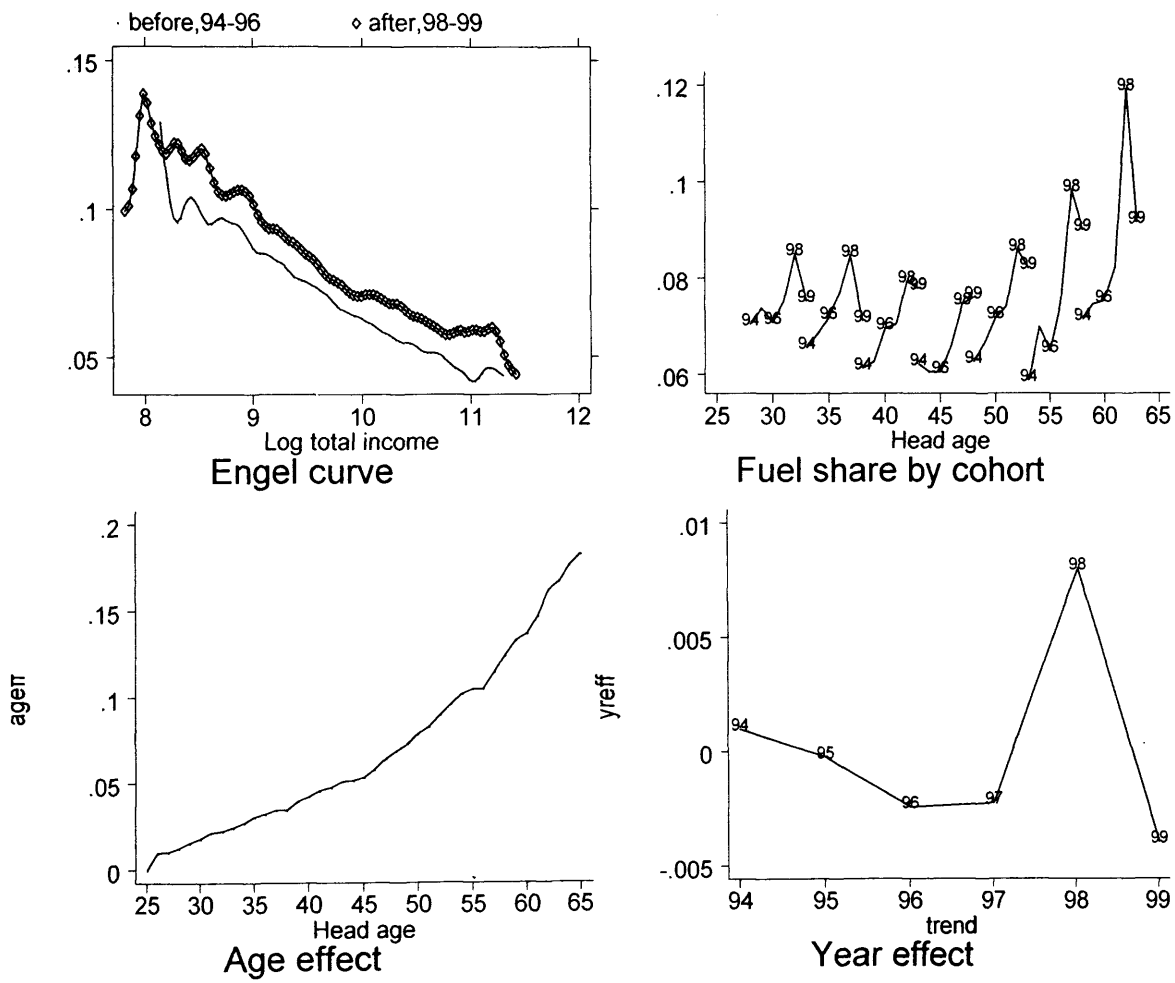 before,94-96 after,98-99
.15
.1
.05
8 9 10 11 12
Log total income
Engel curve
.12
.1
.08
.06
94 96 98 99
94 96 98 99
94 96 98 99
94 96 98 99
94 96 98 99
94 96 98 99
94 96 98 99
25 30 35 40 45 50 55 60 65
Head age
Fuel share by cohort
ageff
.2
.15
.1
.05
0
25 30 35 40 45 50 55 60 65
Head age
Age effect
yreff
.01
.005
0
-.005
94 95 96 97 98 99
94 95 96 97 98 99
trend
Year effect